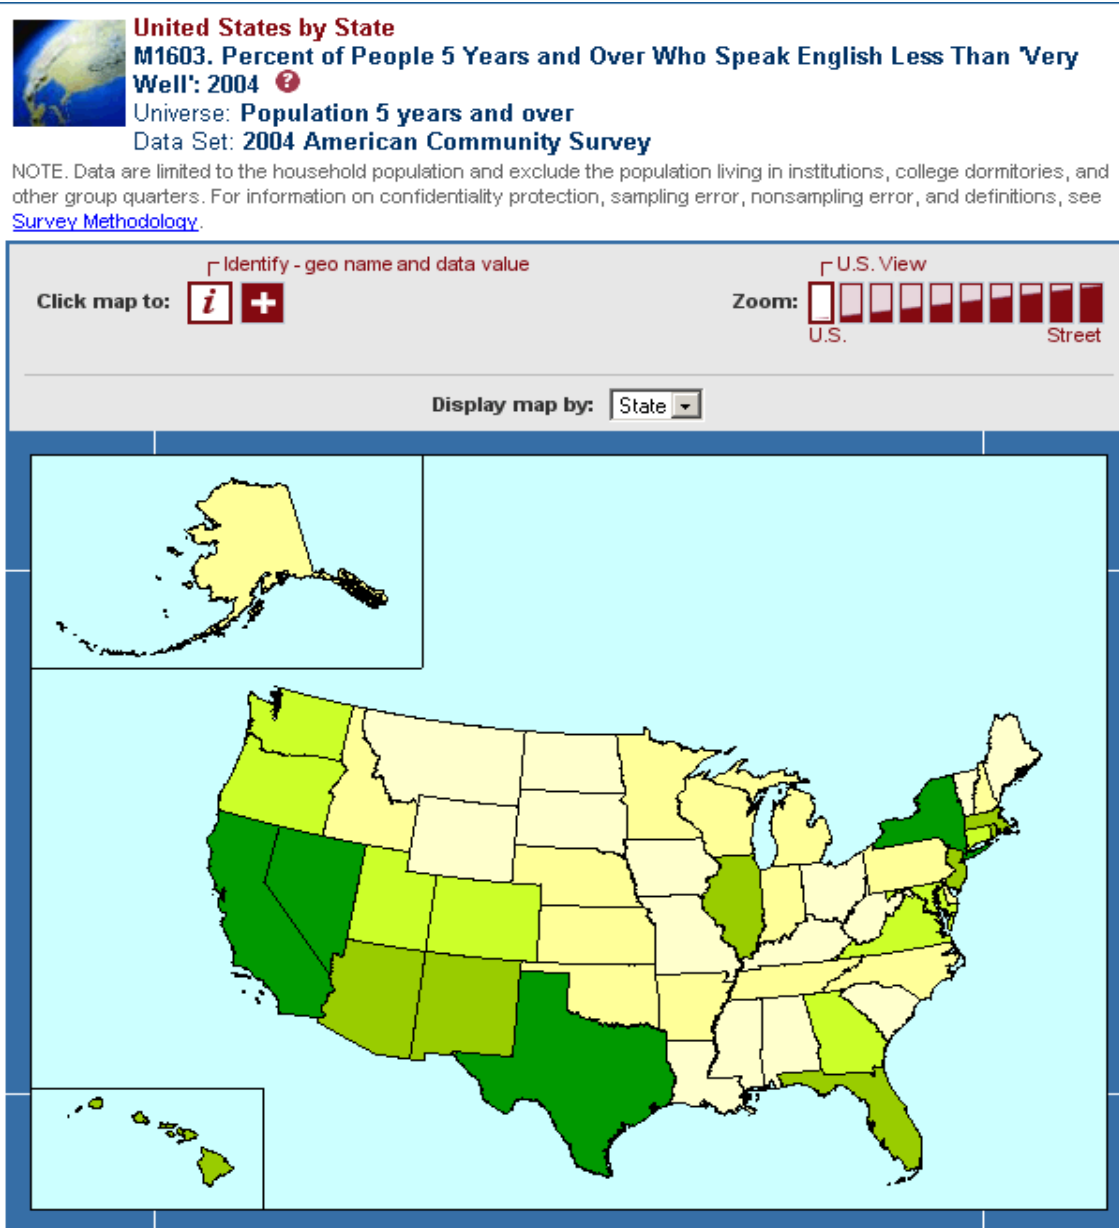 United States by State
M1603. Percent of People 5 Years and Over Who Speak English Less Than 'Very
Well': 2004 ?
Universe: Population 5 years and over
Data Set: 2004 American Community Survey
NOTE. Data are limited to the household population and exclude the population living in institutions, college dormitories, and
other group quarters. For information on confidentiality protection, sampling error, nonsampling error, and definitions, see
Survey Methodology.
Identify - geo name and data value
U.S. View
Click map to: i +
Zoom:
U.S. Street
Display map by: State